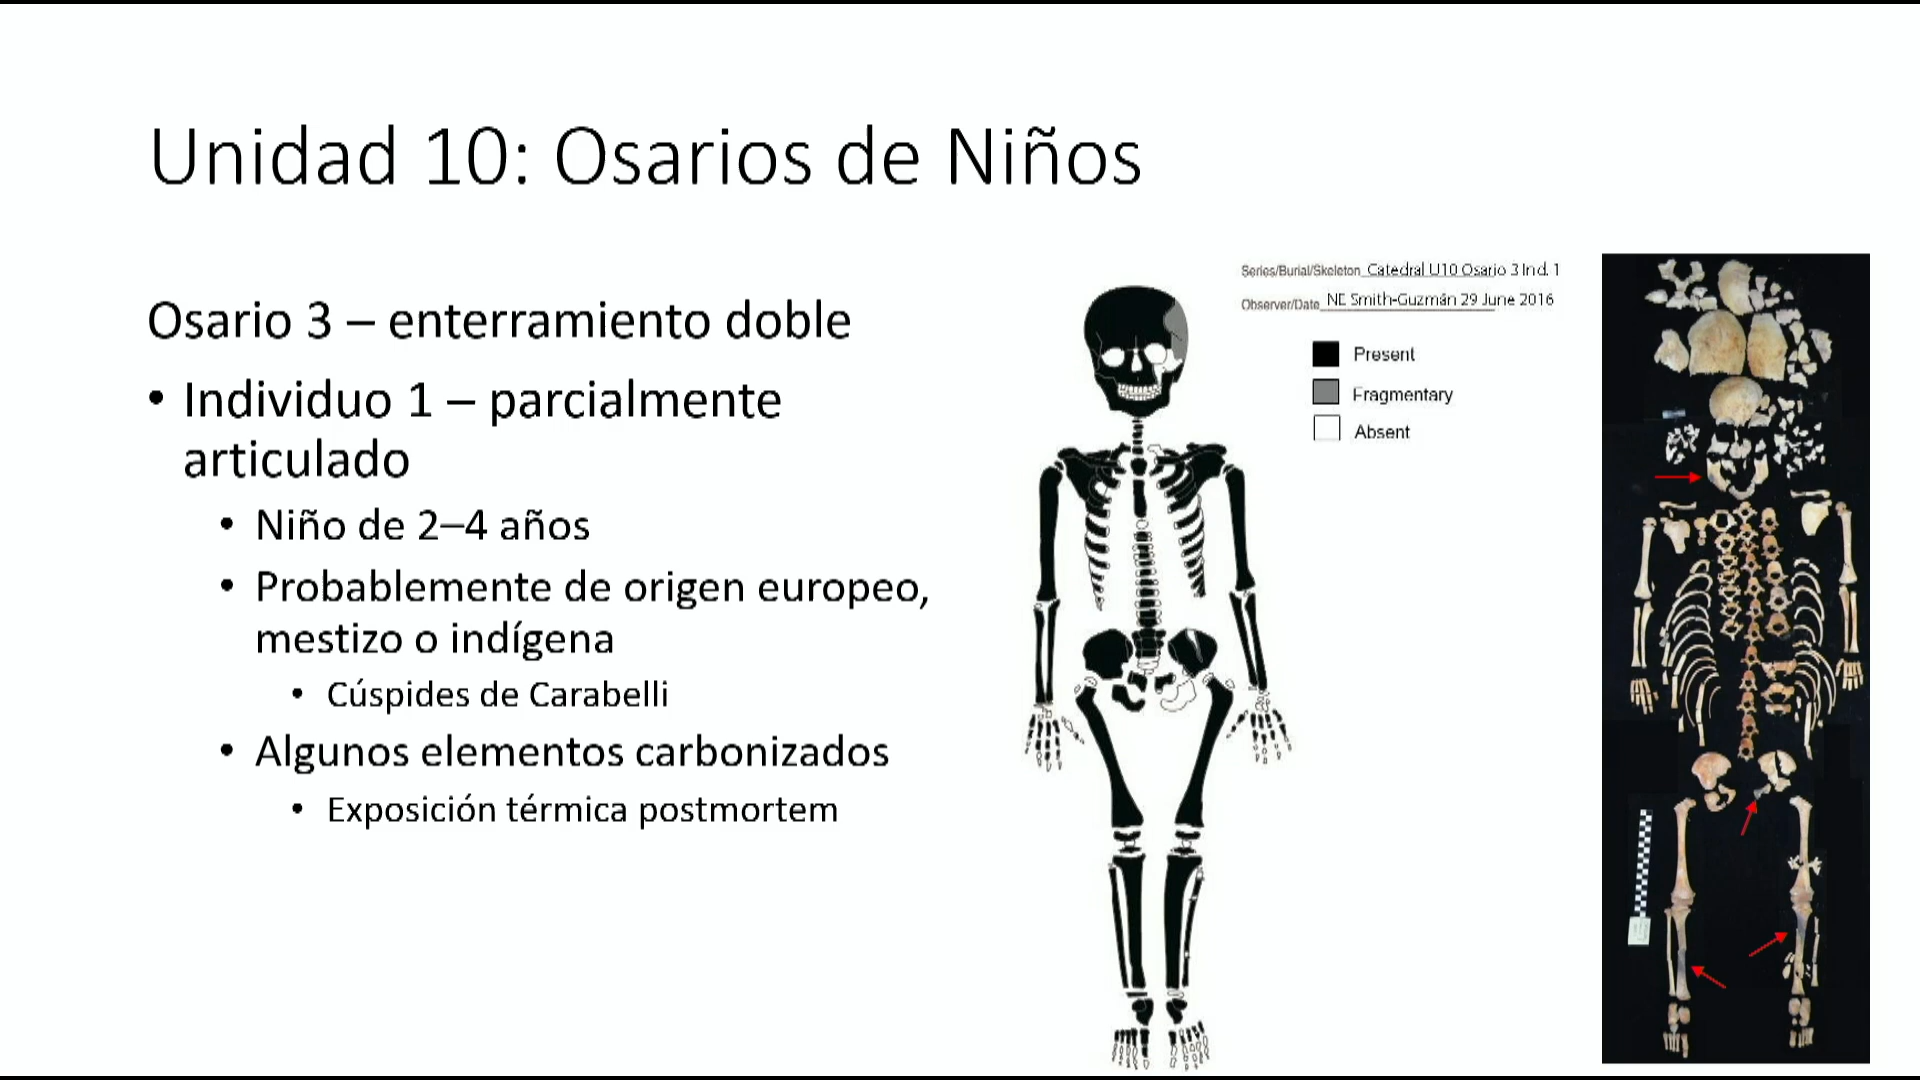 Unidad 10: Osarios de Niños
Osario 3 – enterramiento doble
• Individuo 1 – parcialmente
articulado
• Niño de 2–4 años
• Probablemente de origen europeo,
mestizo o indígena
• Cúspides de Carabelli
• Algunos elementos carbonizados
• Exposición térmica postmortem
Series/Burial/Skeleton Catedral U10 Osario 3 Ind. 1
Observer/Date NE Smith-Guzmán 29 June 2016
Present
Fragmentary
Absent